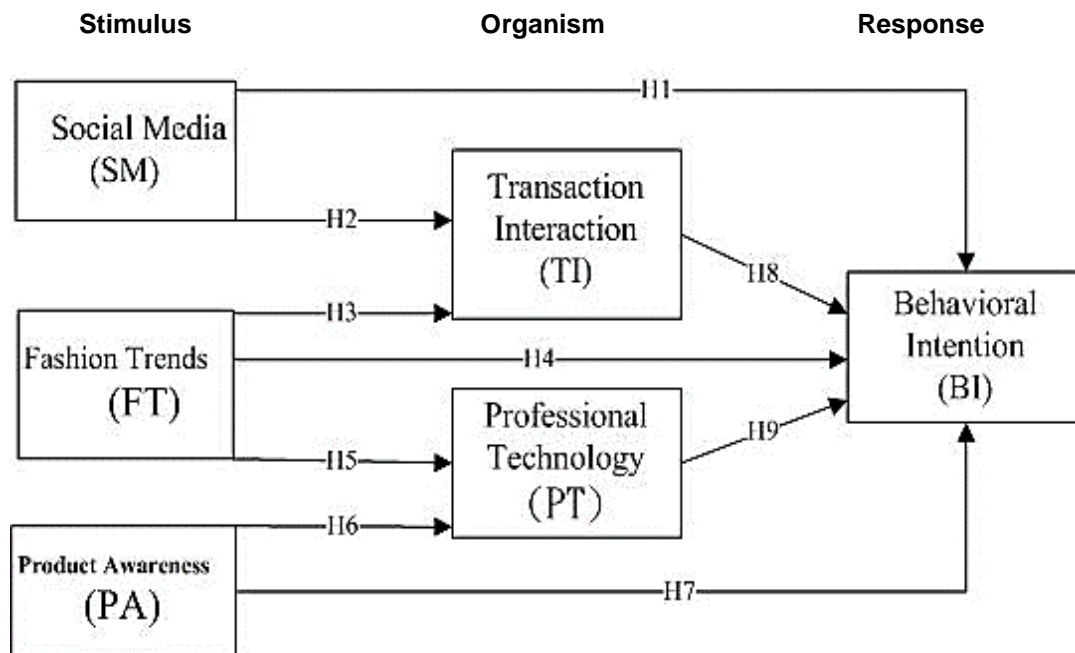 Stimulus
Organism
Response
Social Media
(SM)
H1
H2
Transaction
Interaction
(TI)
H8
H3
Fashion Trends
(FT)
H4
Behavioral
Intention
(BI)
H5
Professional
Technology
(PT)
H9
H6
Product Awareness
(PA)
H7